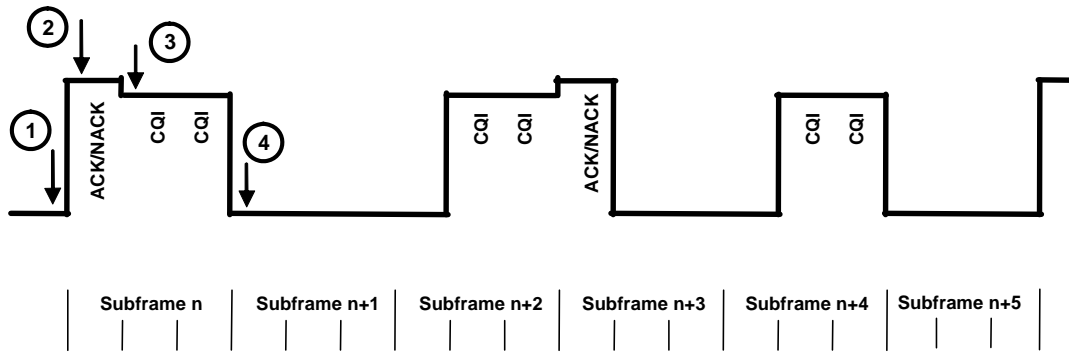 2
3
1
4
ACK/NACK
CQI
CQI
CQI
CQI
ACK/NACK
CQI
CQI
Subframe n
Subframe n+1
Subframe n+2
Subframe n+3
Subframe n+4
Subframe n+5